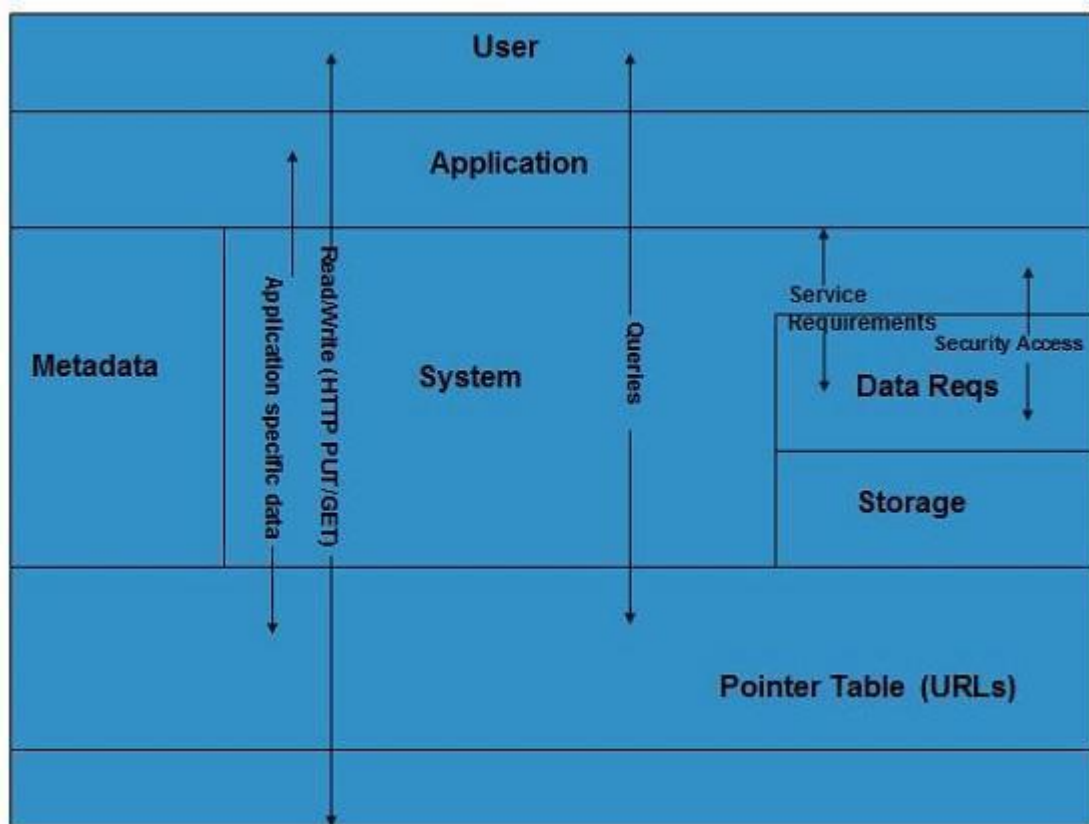 User
Application
Metadata
Application specific data
Read/Write (HTTP PUT/GET)
System
Queries
Service
Requirements
Security Access
Data Reqs
Storage
Pointer Table (URLs)